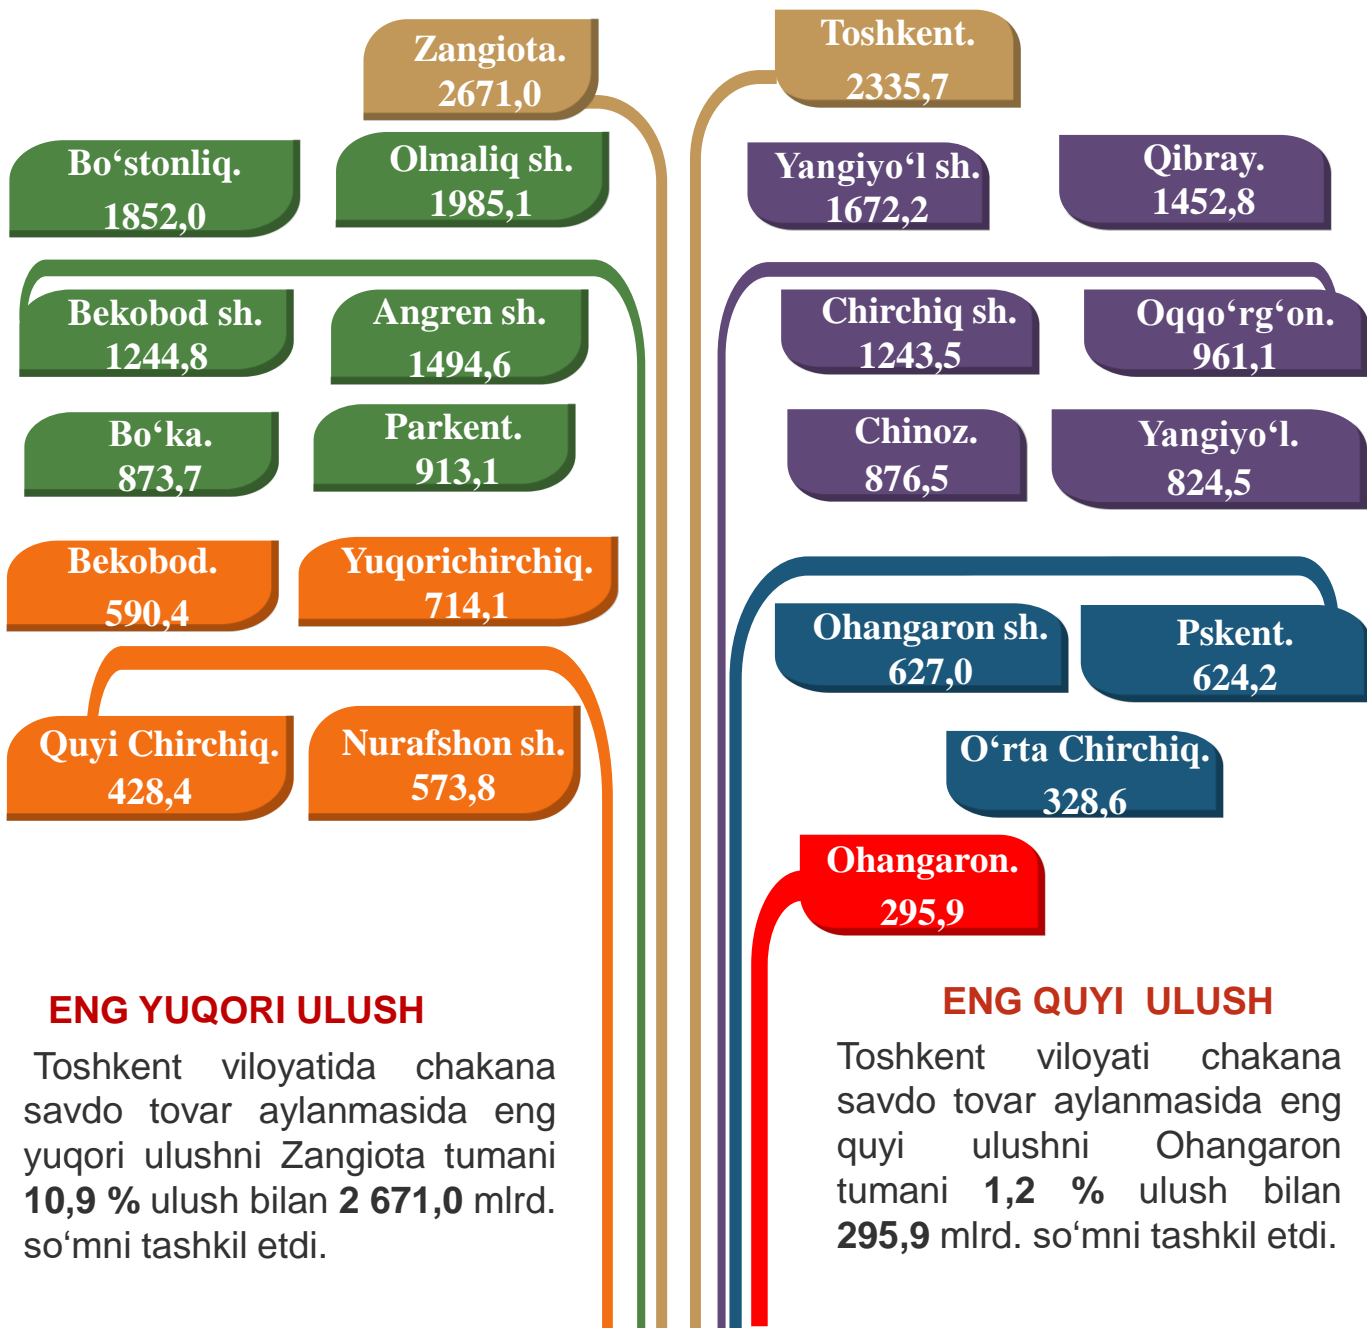 Zangiota.
2671,0
Toshkent.
2335,7
Bo‘stonliq.
1852,0
Olmaliq sh.
1985,1
Yangiyo‘l sh.
1672,2
Qibray.
1452,8
Bekobod sh.
1244,8
Angren sh.
1494,6
Chirchiq sh.
1243,5
Oqqo‘rg‘on.
961,1
Bo‘ka.
873,7
Parkent.
913,1
Chinoz.
876,5
Yangiyo‘l.
824,5
Bekobod.
590,4
Yuqorichirchiq.
714,1
Ohangaron sh.
627,0
Pskent.
624,2
Quyi Chirchiq.
428,4
Nurafshon sh.
573,8
O‘rta Chirchiq.
328,6
Ohangaron.
295,9
ENG YUQORI ULUSH
Toshkent viloyatida chakana
savdo tovar aylanmasida eng
yuqori ulushni Zangiota tumani
10,9 % ulush bilan 2 671,0 mlrd.
so‘mni tashkil etdi.
ENG QUYI ULUSH
Toshkent viloyati chakana
savdo tovar aylanmasida eng
quyi ulushni Ohangaron
tumani 1,2 % ulush bilan
295,9 mlrd. so‘mni tashkil etdi.